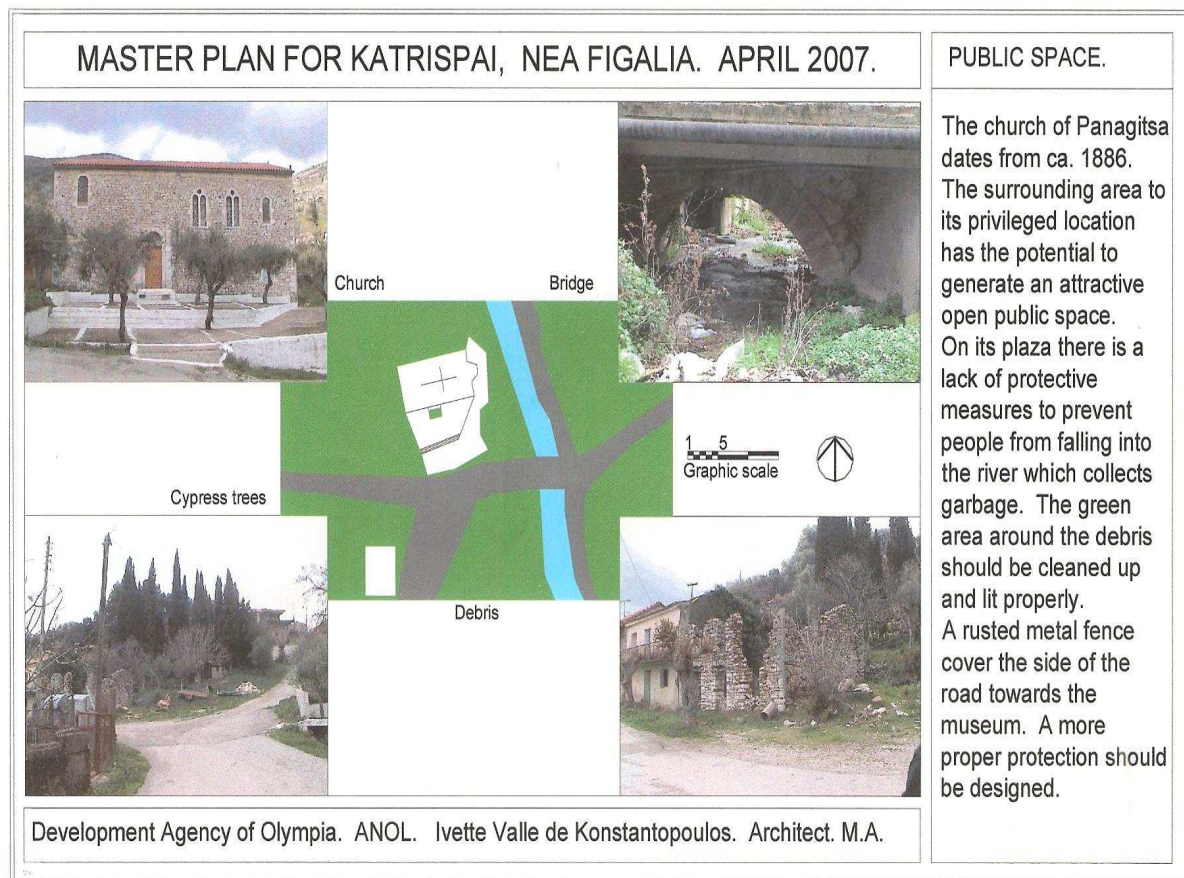 MASTER PLAN FOR KATRISPAI, NEA FIGALIA. APRIL 2007.
PUBLIC SPACE.
Church
Bridge
1 5
Graphic scale
Cypress trees
Debris
The church of Panagitsa
dates from ca. 1886.
The surrounding area to
its privileged location
has the potential to
generate an attractive
open public space.
On its plaza there is a
lack of protective
measures to prevent
people from falling into
the river which collects
garbage. The green
area around the debris
should be cleaned up
and lit properly.
A rusted metal fence
cover the side of the
road towards the
museum. A more
proper protection should
be designed.
Development Agency of Olympia. ANOL. Ivette Valle de Konstantopoulos. Architect. M.A.